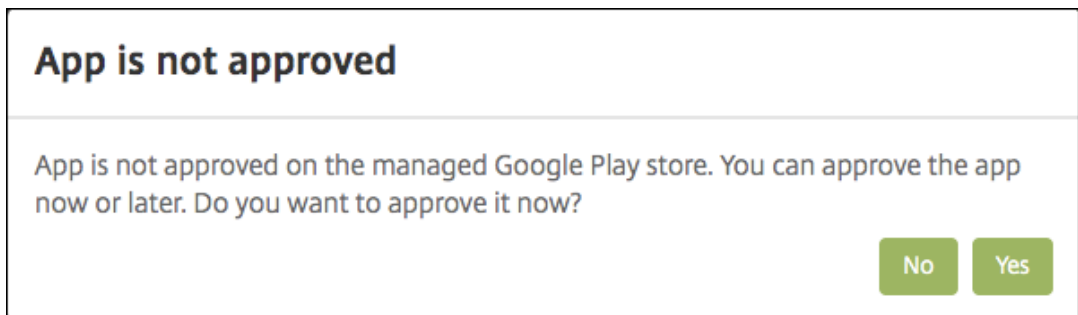 App is not approved
App is not approved on the managed Google Play store. You can approve the app
now or later. Do you want to approve it now?
No Yes